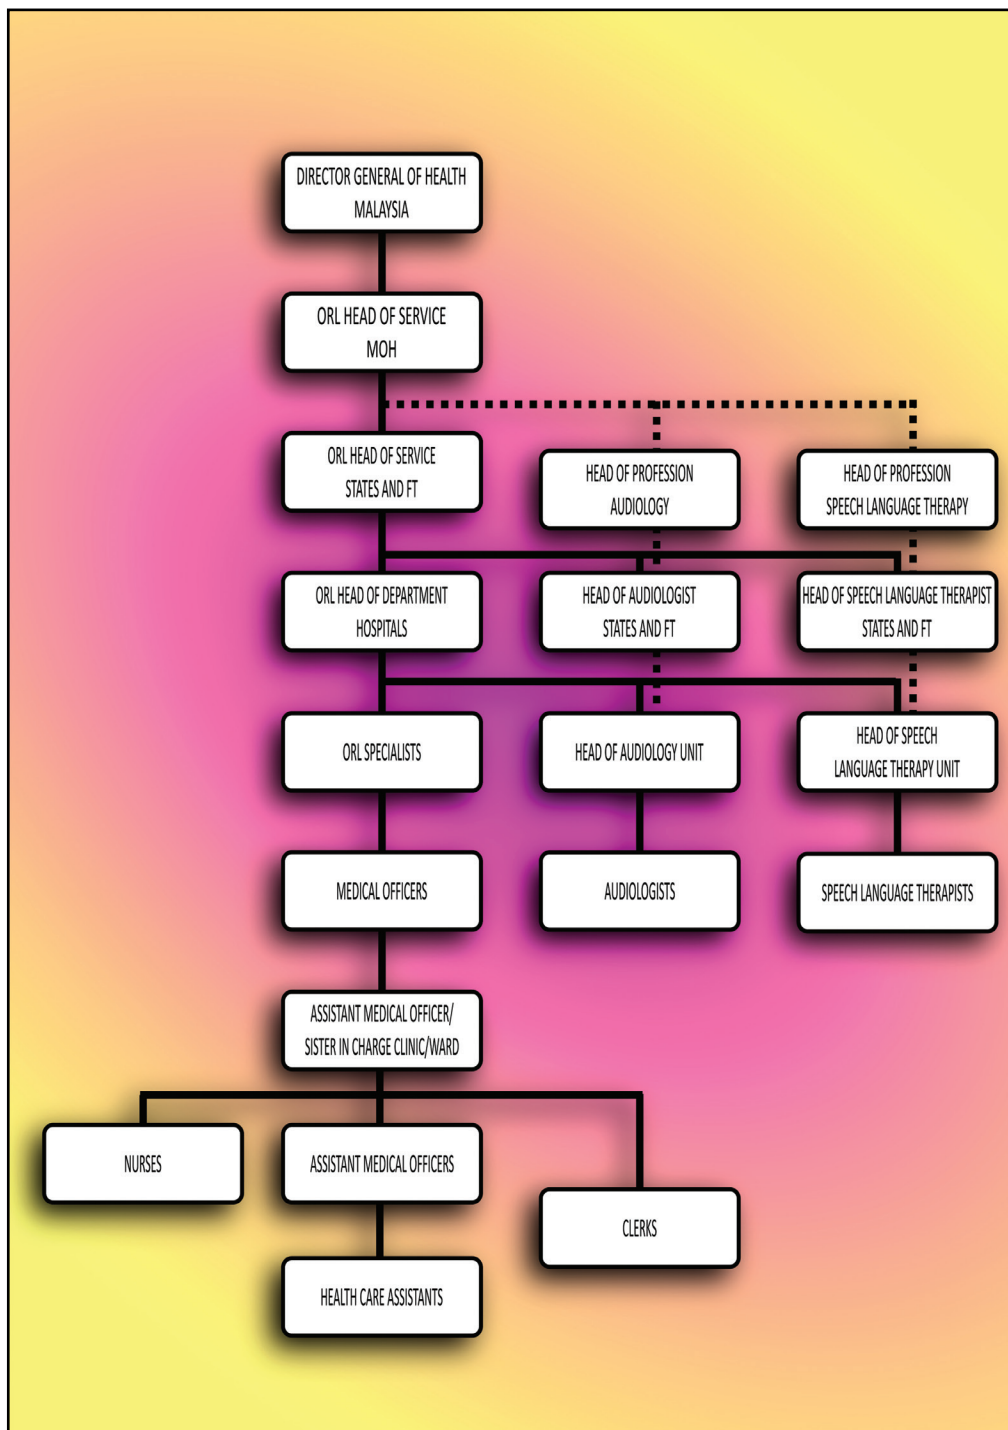 DIRECTOR GENERAL OF HEALTH
MALAYSIA
ORL HEAD OF SERVICE
MOH
ORL HEAD OF SERVICE
STATES AND FT
HEAD OF PROFESSION
AUDIOLOGY
HEAD OF PROFESSION
SPEECH LANGUAGE THERAPY
ORL HEAD OF DEPARTMENT
HOSPITALS
HEAD OF AUDIOLOGIST
STATES AND FT
HEAD OF SPEECH LANGUAGE THERAPIST
STATES AND FT
ORL SPECIALISTS
HEAD OF AUDIOLOGY UNIT
HEAD OF SPEECH
LANGUAGE THERAPY UNIT
MEDICAL OFFICERS
AUDIOLOGISTS
SPEECH LANGUAGE THERAPISTS
ASSISTANT MEDICAL OFFICER/
SISTER IN CHARGE CLINIC/WARD
NURSES
ASSISTANT MEDICAL OFFICERS
CLERKS
HEALTH CARE ASSISTANTS